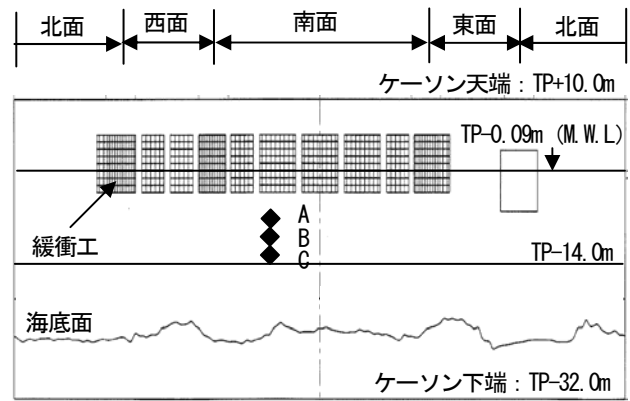 北面 西面 南面 東面 北面
ケーソン天端：TP+10.0m
TP-0.09m (M.W.L)
A
緩衝工 B
C TP-14.0m
海底面
ケーソン下端：TP-32.0m